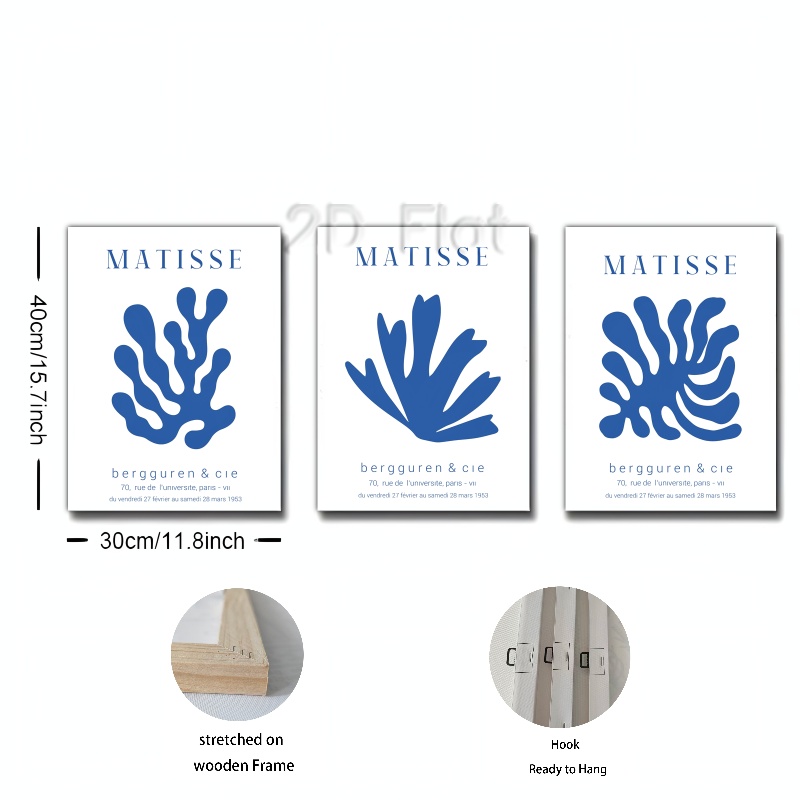 2D Flat
MATISSE
bergguren & cie
70, rue de l'universite, paris - VII
du vendredi 27 février au samedi 28 mars 1953
MATISSE
bergguren & cie
70, rue de l'universite, paris - VII
du vendredi 27 février au samedi 28 mars 1953
MATISSE
bergguren & cie
70, rue de l'universite, paris - VII
du vendredi 27 février au samedi 28 mars 1953
40cm/15.7inch
30cm/11.8inch
stretched on
wooden Frame
Hook
Ready to Hang